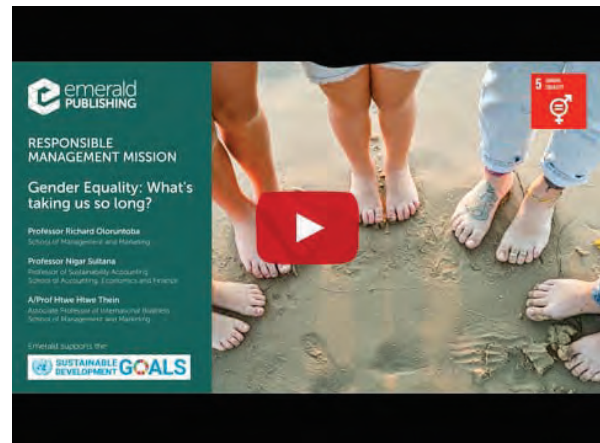 emerald
PUBLISHING
RESPONSIBLE
MANAGEMENT MISSION
Gender Equality: What's
taking us so long?
Professor Richard Oloruntoba
School of Management and Marketing
Professor Nigar Sultana
Professor of Sustainability Accounting
School of Accounting, Economics and Finance
A/Prof Htwe Htwe Thein
Associate Professor of International Business
School of Management and Marketing
Emerald supports the
SUSTAINABLE
DEVELOPMENT GOALS
5 GENDER
EQUALITY